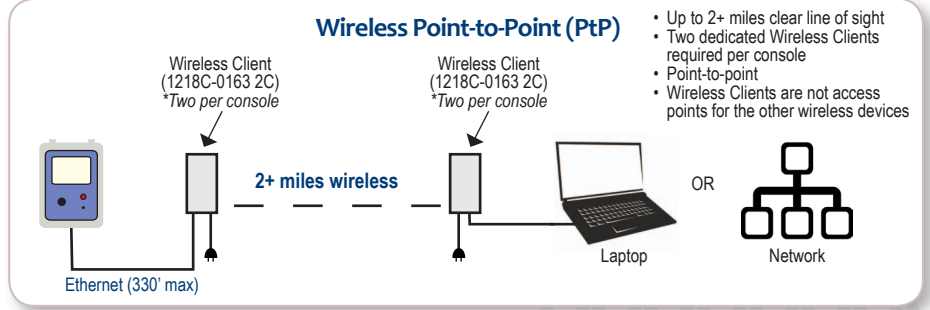 Wireless Point-to-Point (PtP)
• Up to 2+ miles clear line of sight
• Two dedicated Wireless Clients
required per console
• Point-to-point
• Wireless Clients are not access
points for the other wireless devices
Wireless Client
(1218C-0163 2C)
*Two per console
Wireless Client
(1218C-0163 2C)
*Two per console
2+ miles wireless
OR
Laptop
Network
Ethernet (330' max)